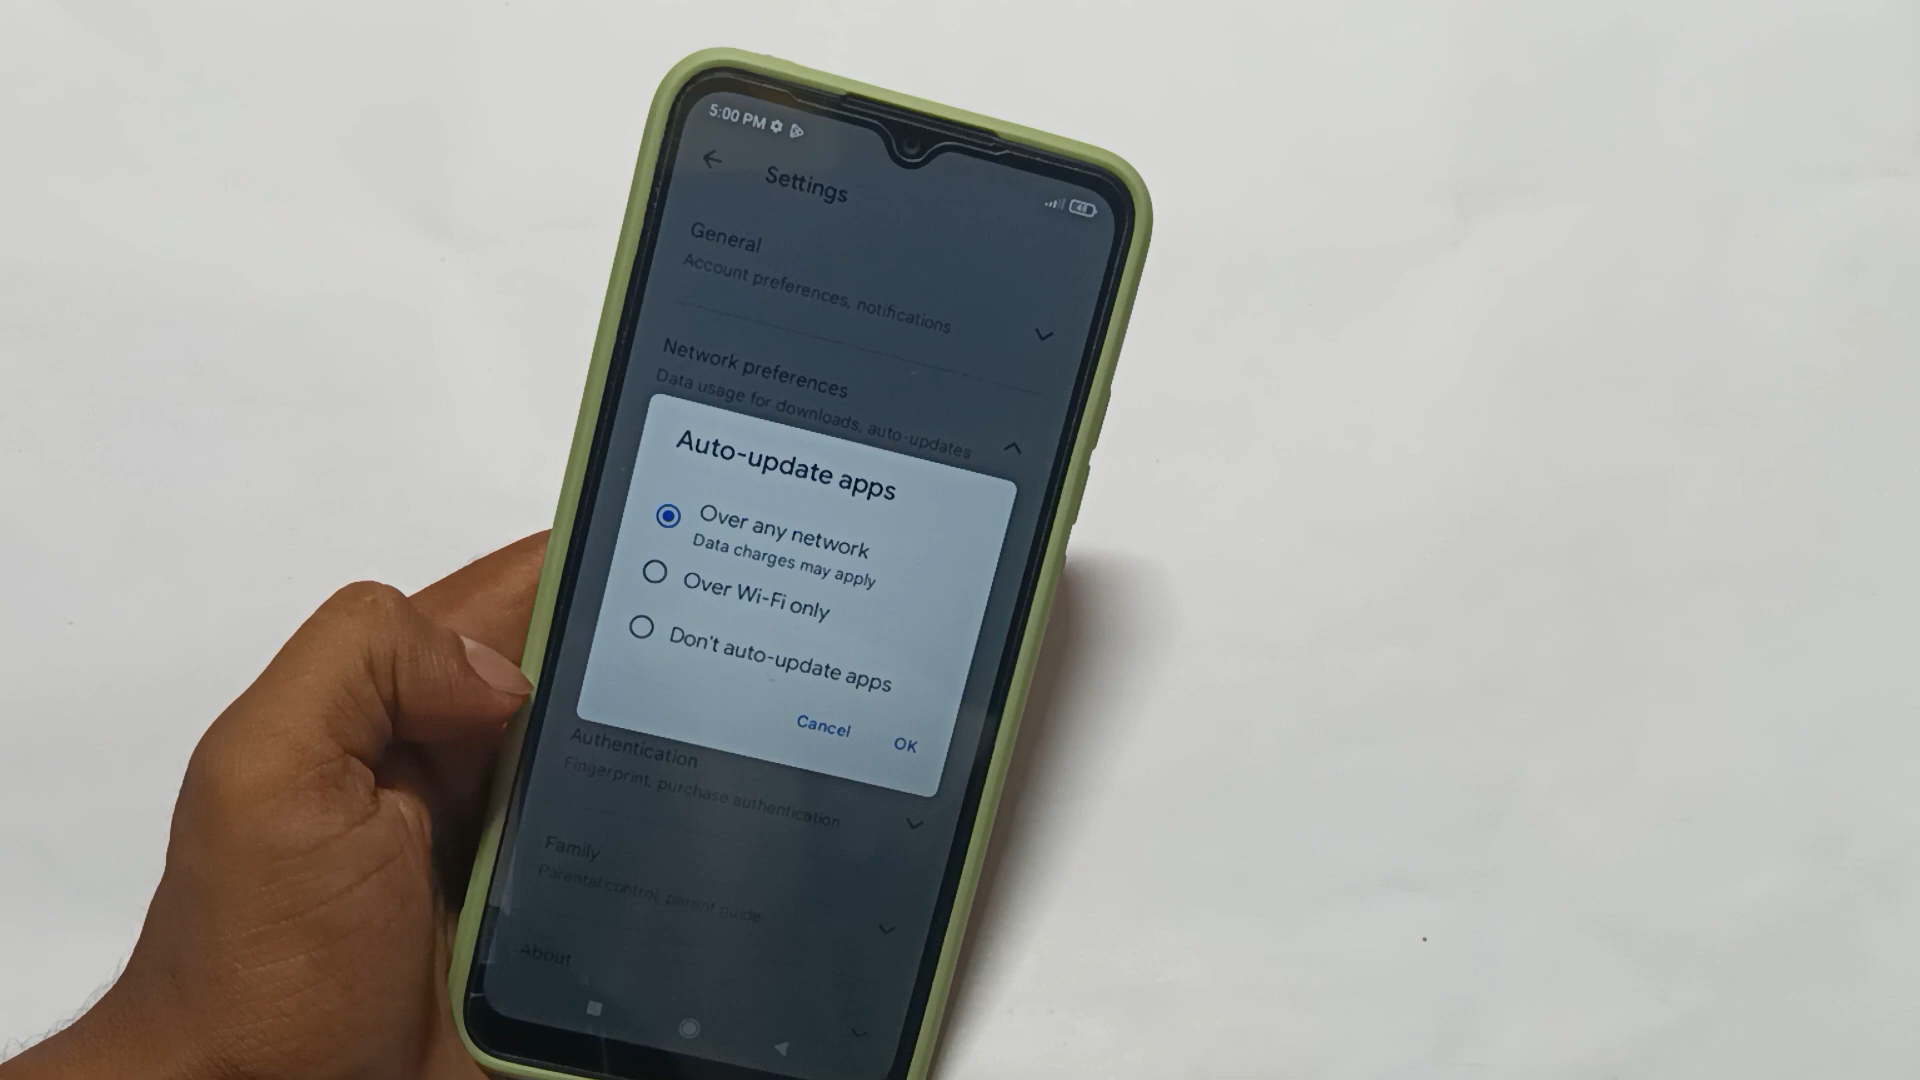 5:00 PM
48
Settings
General
Account preferences, notifications
Network preferences
Data usage for downloads, auto-updates
Auto-update apps
Over any network
Data charges may apply
Over Wi-Fi only
Don't auto-update apps
Cancel
OK
Authentication
Fingerprint, purchase authentication
Family
Parental control, parent guide
About